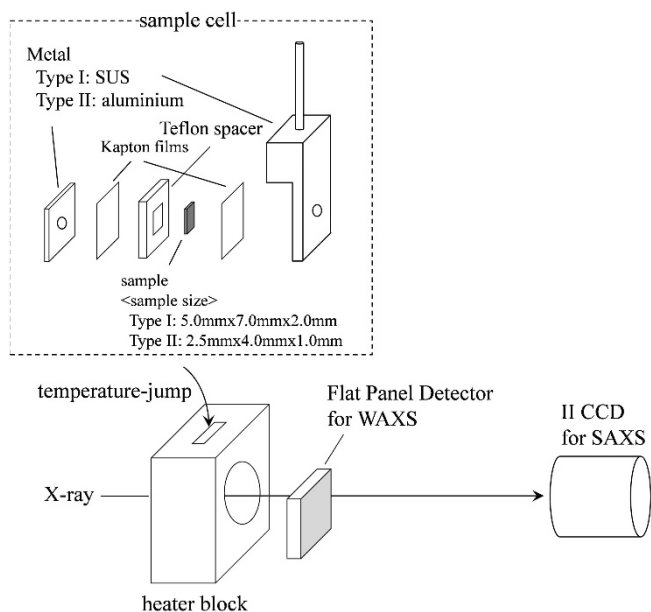 sample cell
Metal
Type I: SUS
Type II: aluminium
Teflon spacer
Kapton films
sample
<sample size>
Type I: 5.0mmx7.0mmx2.0mm
Type II: 2.5mmx4.0mmx1.0mm
temperature-jump
Flat Panel Detector
for WAXS
II CCD
for SAXS
X-ray
heater block